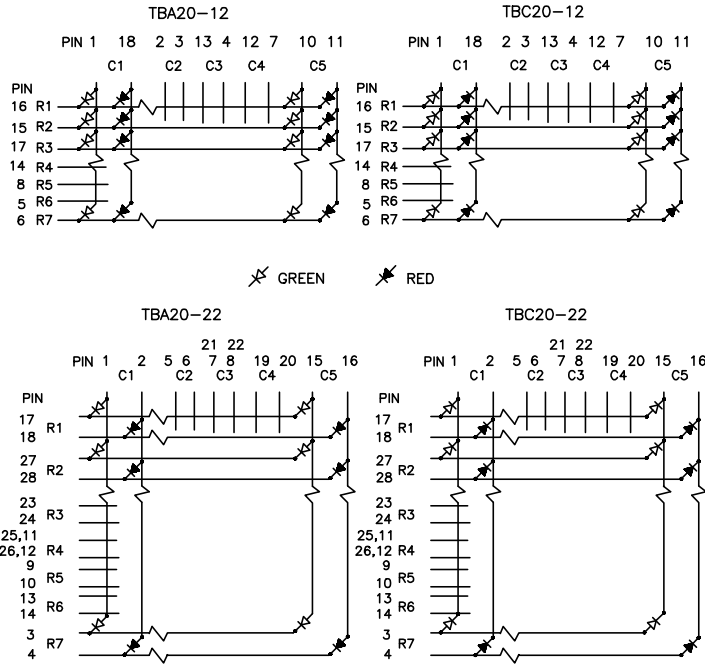 TBA20-12
PIN 1 18 2 3 13 4 12 7 10 11
C1 C2 C3 C4 C5
PIN
16 R1
15 R2
17 R3
14 R4
8 R5
5 R6
6 R7
TBC20-12
PIN 1 18 2 3 13 4 12 7 10 11
C1 C2 C3 C4 C5
PIN
16 R1
15 R2
17 R3
14 R4
8 R5
5 R6
6 R7
GREEN RED
TBA20-22
21 22
PIN 1 2 5 6 7 8 19 20 15 16
C1 C2 C3 C4 C5
PIN
17
R1
18
27
R2
28
23
R3
24
25,11
R4
26,12
9
R5
10
13
R6
14
3
R7
4
TBC20-22
21 22
PIN 1 2 5 6 7 8 19 20 15 16
C1 C2 C3 C4 C5
PIN
17
R1
18
27
R2
28
23
R3
24
25,11
R4
26,12
9
R5
10
13
R6
14
3
R7
4